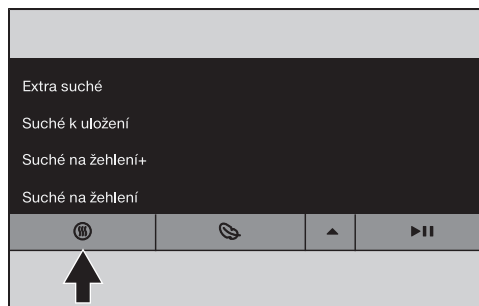 Extra suché
Suché k uložení
Suché na žehlení+
Suché na žehlení